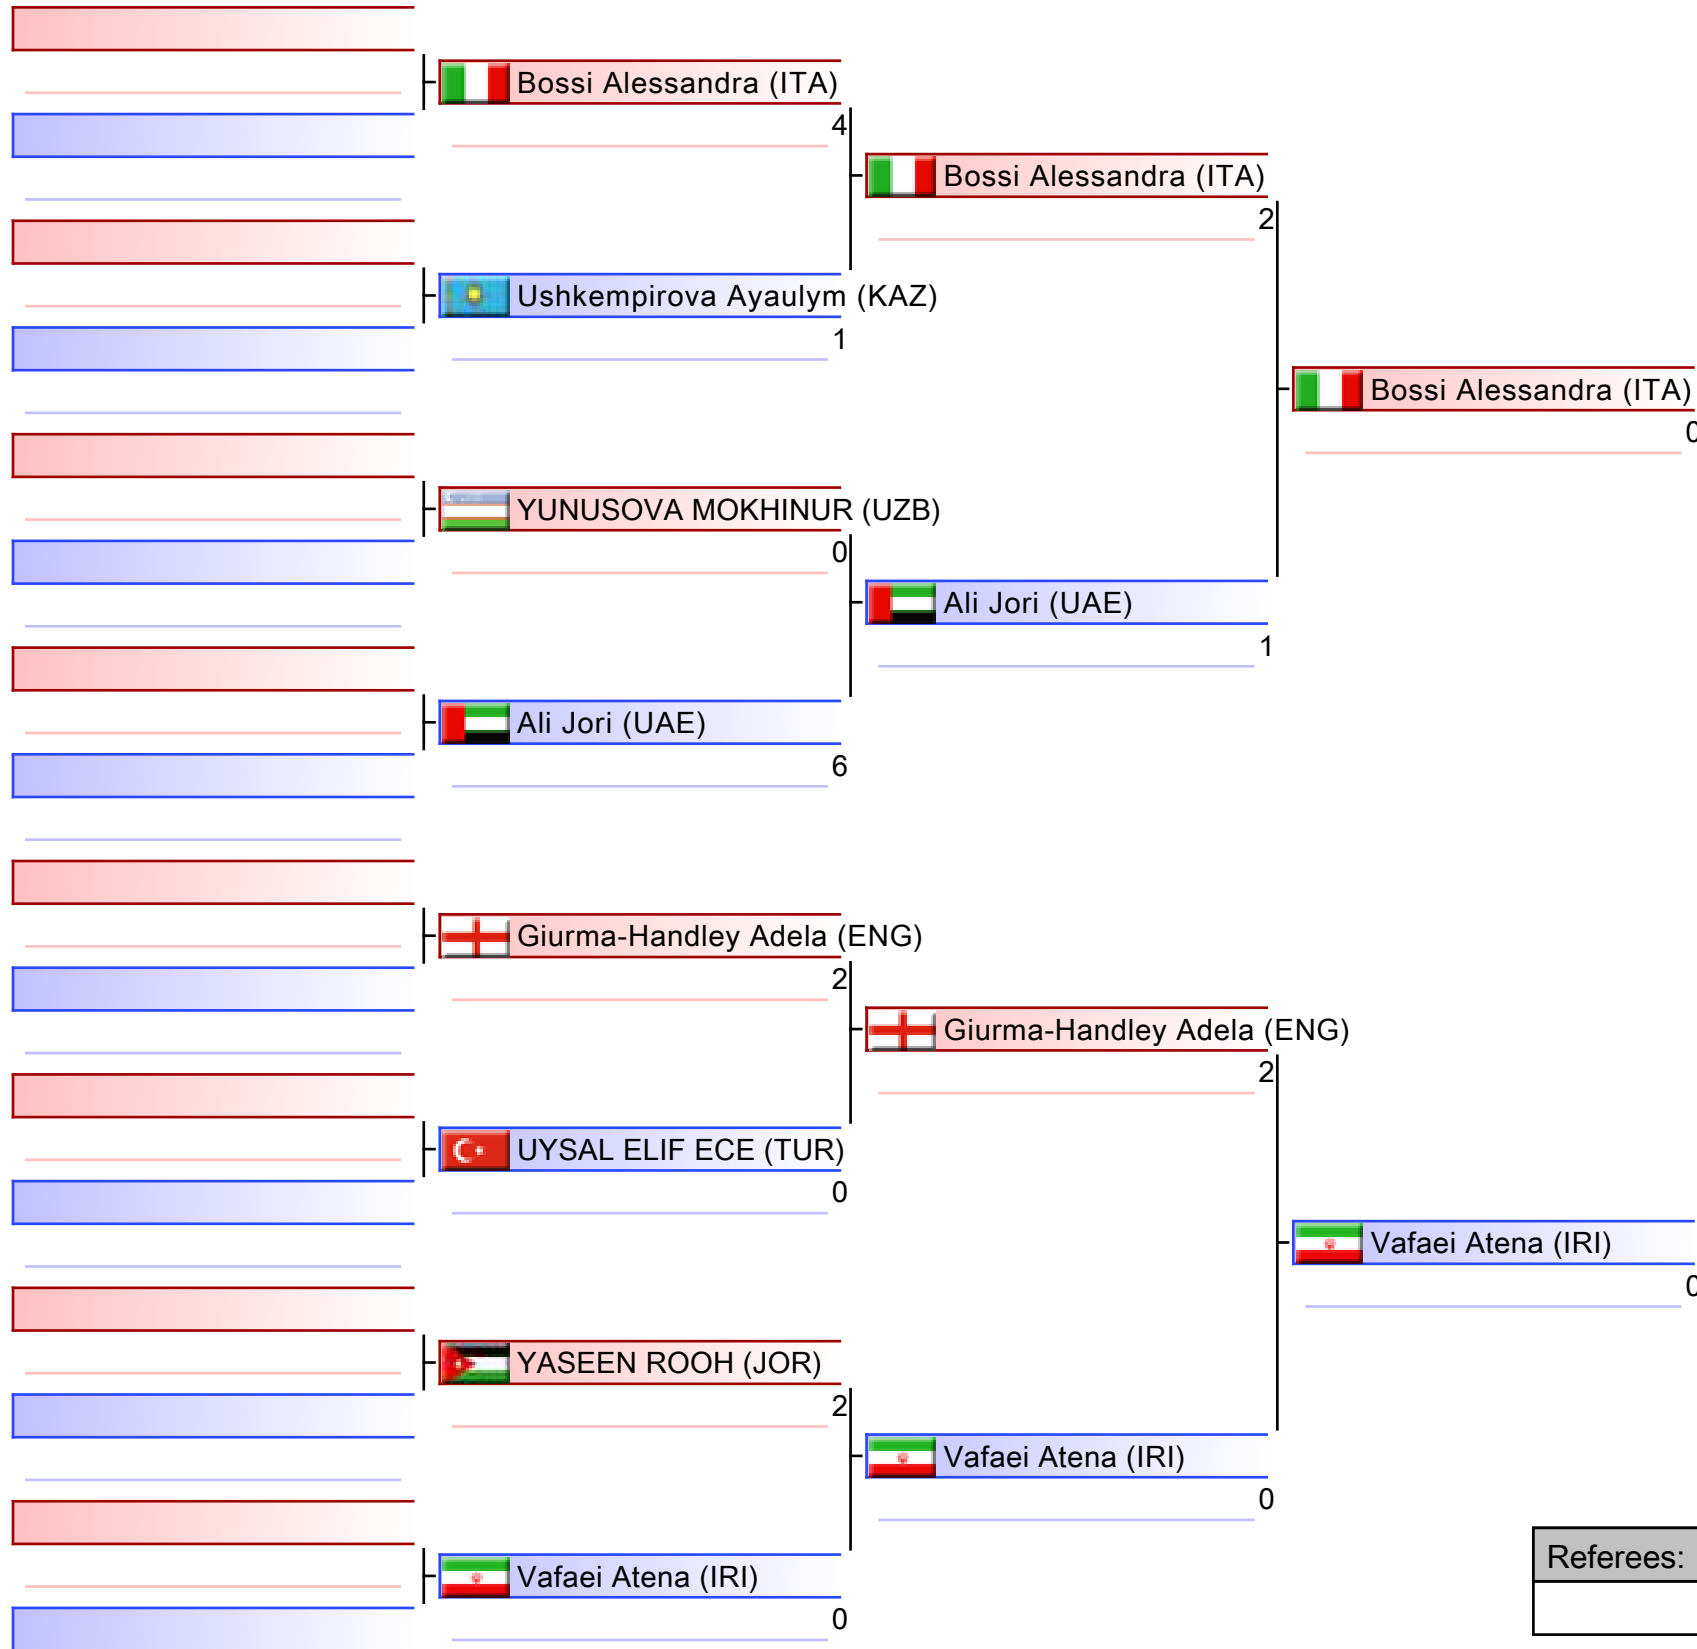 Bossi Alessandra (ITA)
4
Bossi Alessandra (ITA)
2
Ushkempirova Ayaulym (KAZ)
1
Bossi Alessandra (ITA)
0
YUNUSOVA MOKHINUR (UZB)
0
Ali Jori (UAE)
1
Ali Jori (UAE)
6
Giurma-Handley Adela (ENG)
2
Giurma-Handley Adela (ENG)
2
UYSAL ELIF ECE (TUR)
0
Vafaei Atena (IRI)
0
YASEEN ROOH (JOR)
2
Vafaei Atena (IRI)
0
Referees:
Vafaei Atena (IRI)
0